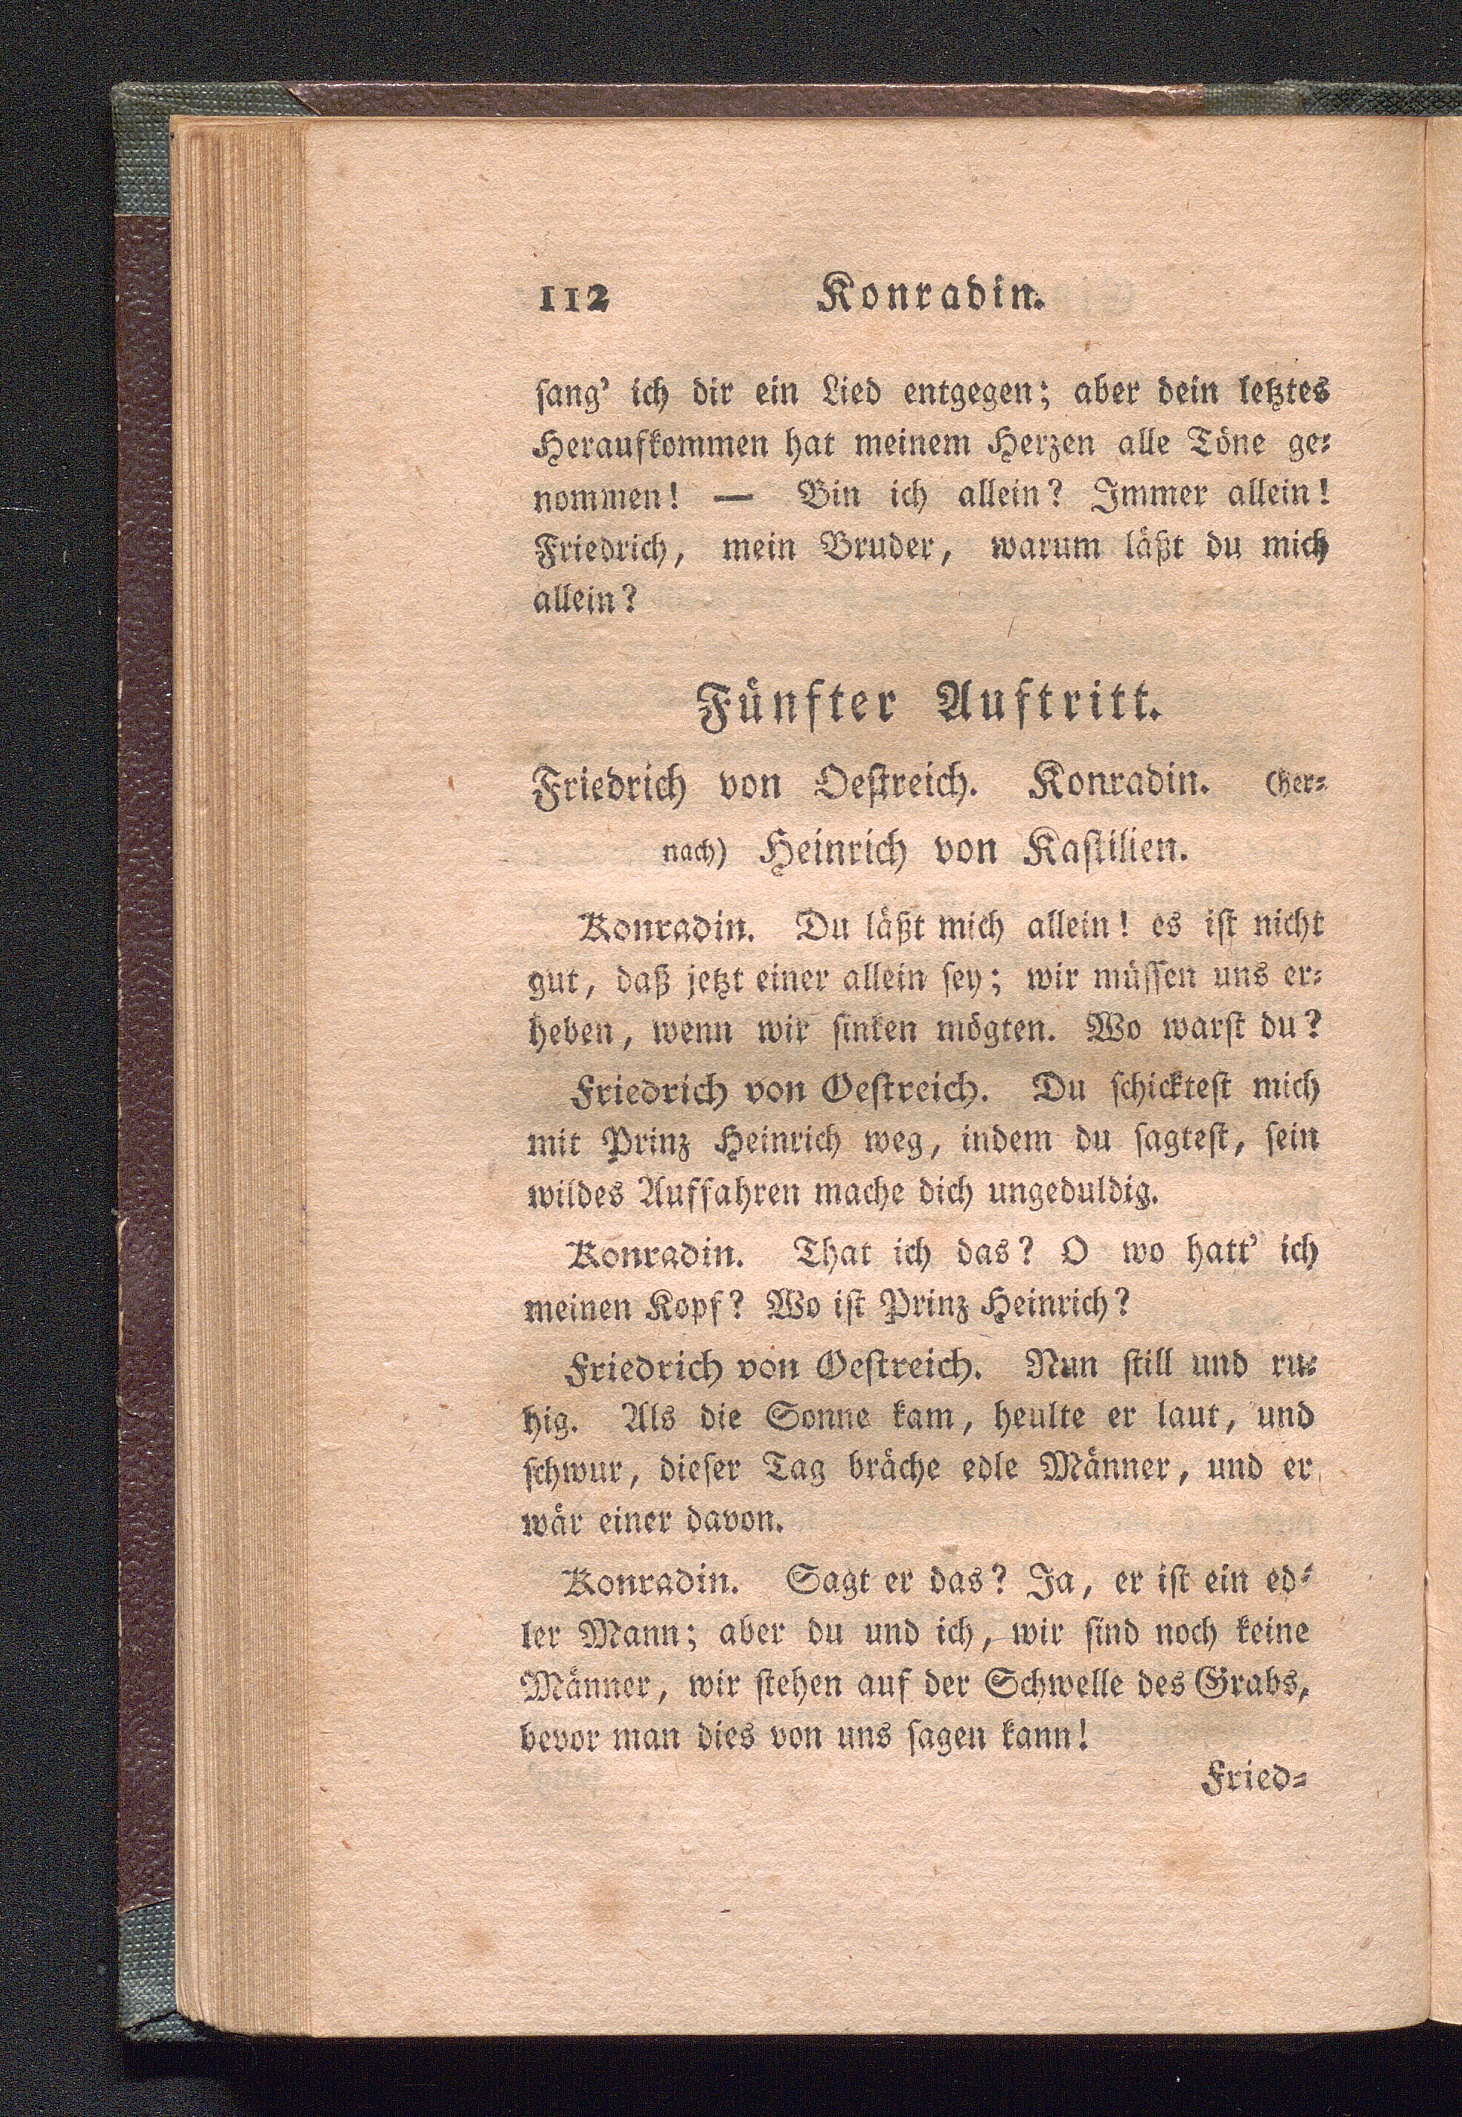 112 Konradin.
ſang' ich dir ein Lied entgegen; aber dein letztes
Heraufkommen hat meinem Herzen alle Töne ge-
nommen! — Bin ich allein? Immer allein!
Friedrich, mein Bruder, warum läßt du mich
allein?
Fünfter Auftritt.
Friedrich von Oeſtreich. Konradin. (her-
nach) Heinrich von Kaſtilien.
Konradin. Du läßt mich allein! es iſt nicht
gut, daß jetzt einer allein ſey; wir müſſen uns er-
heben, wenn wir ſinken mögten. Wo warſt du?
Friedrich von Oeſtreich. Du ſchickteſt mich
mit Prinz Heinrich weg, indem du ſagteſt, ſein
wildes Auffahren mache dich ungeduldig.
Konradin. That ich das? O wo hatt' ich
meinen Kopf? Wo iſt Prinz Heinrich?
Friedrich von Oeſtreich. Nun ſtill und ru-
hig. Als die Sonne kam, heulte er laut, und
ſchwur, dieſer Tag bräche edle Männer, und er
wär einer davon.
Konradin. Sagt er das? Ja, er iſt ein ed-
ler Mann; aber du und ich, wir ſind noch keine
Männer, wir ſtehen auf der Schwelle des Grabs,
bevor man dies von uns ſagen kann!
Fried-